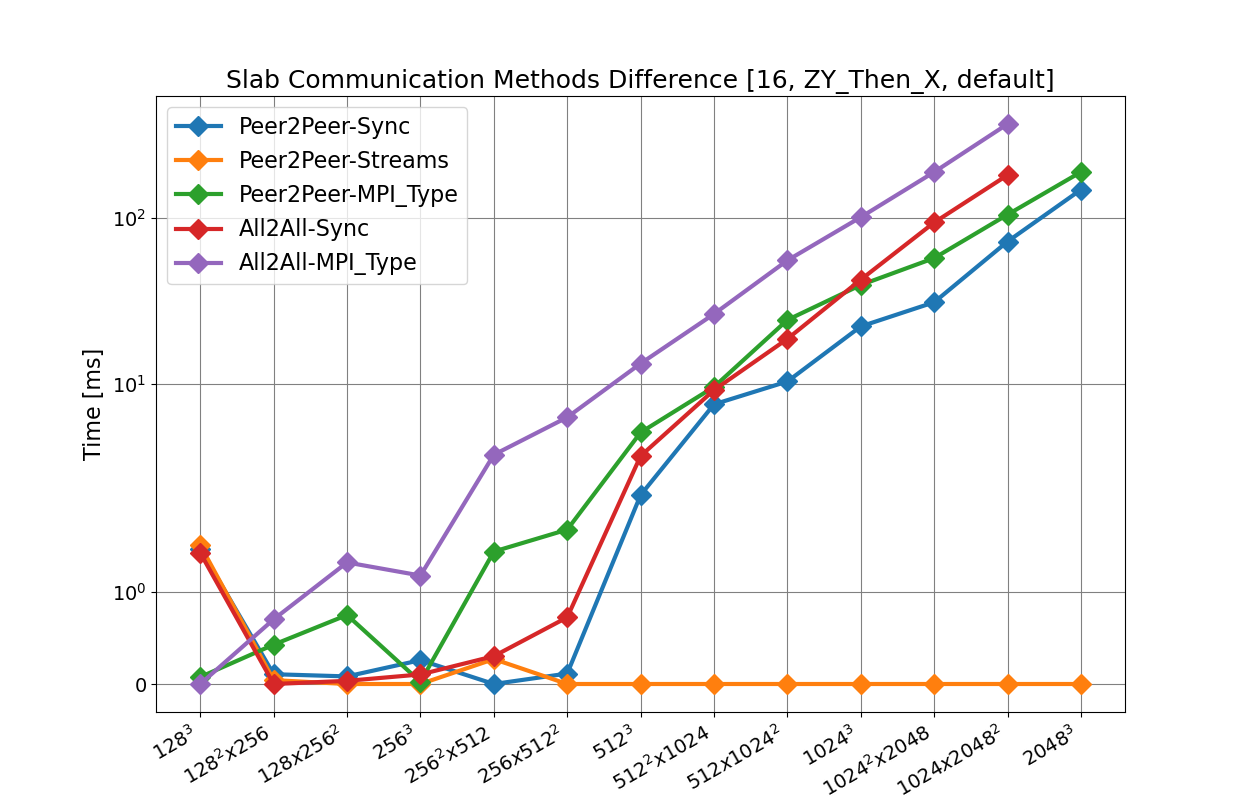 Slab Communication Methods Difference [16, ZY_Then_X, default]
Peer2Peer-Sync
Peer2Peer-Streams
Peer2Peer-MPI_Type
All2All-Sync
All2All-MPI_Type
Time [ms]
10²
10¹
10⁰
0
128³
128²x256
128x256²
256³
256²x512
256x512²
512³
512²x1024
512x1024²
1024³
1024²x2048
1024x2048²
2048³